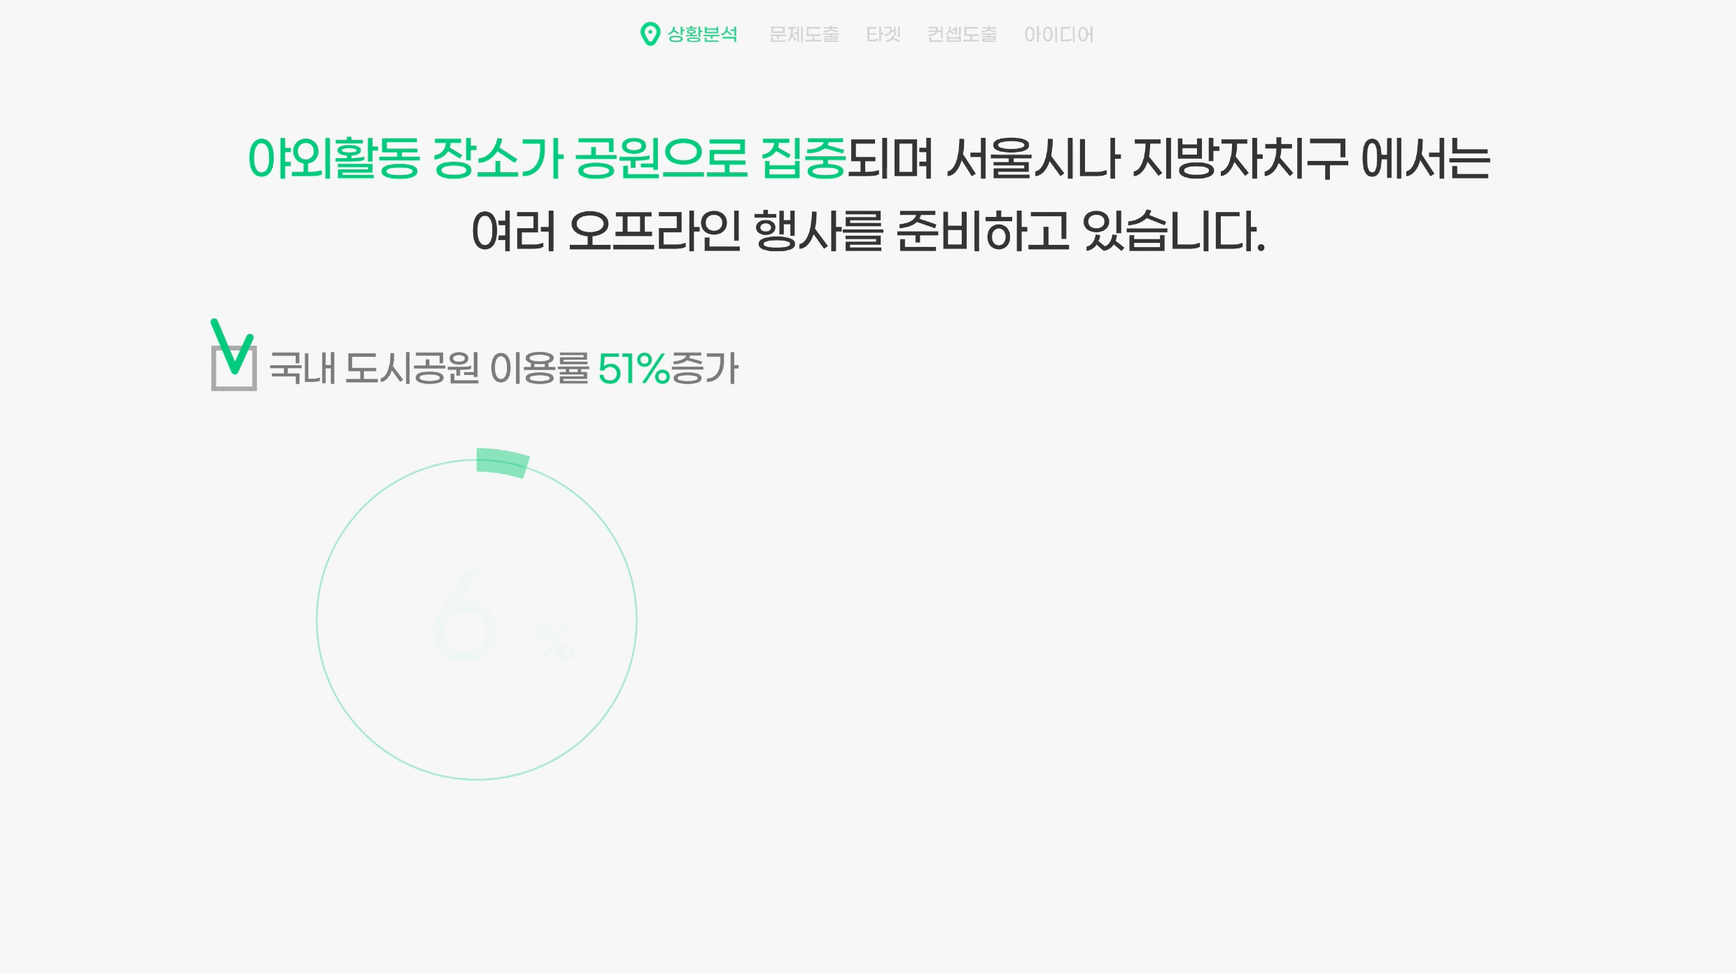 상황분석 문제도출 타겟 컨셉도출 아이디어
야외활동 장소가 공원으로 집중되며 서울시나 지방자치구 에서는
여러 오프라인 행사를 준비하고 있습니다.
국내 도시공원 이용률 51%증가
6 %